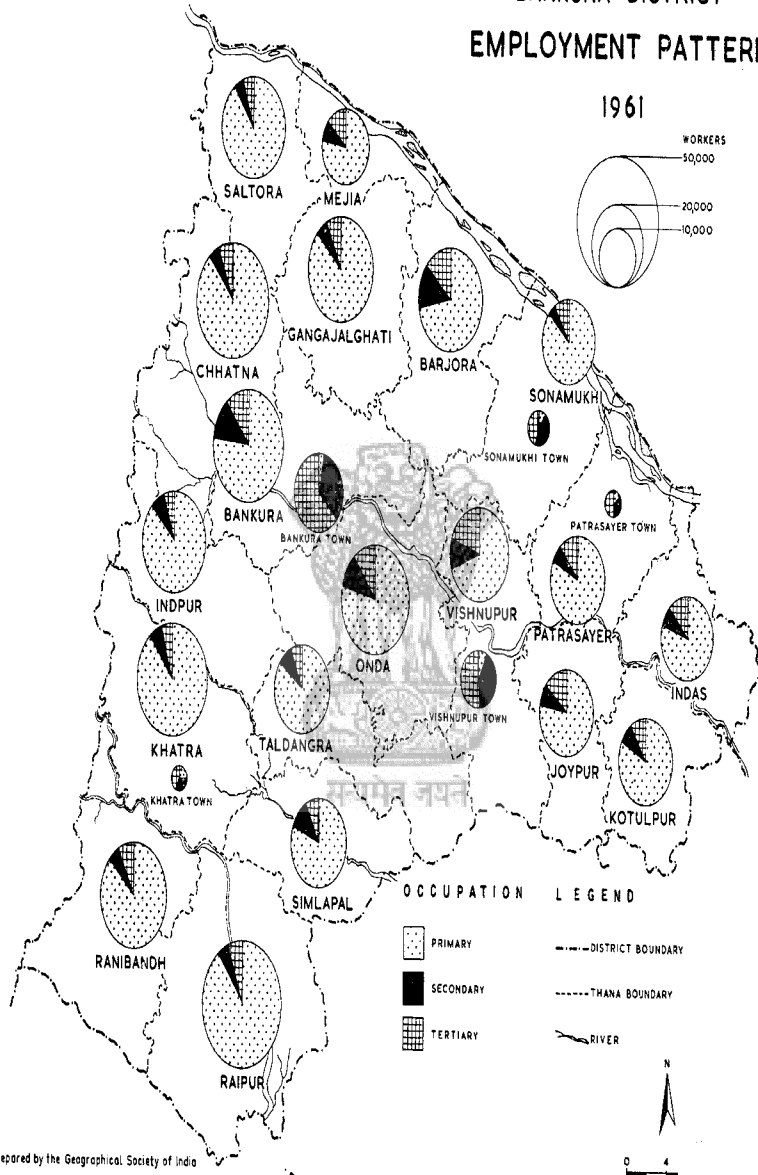 EMPLOYMENT PATTER
1961
WORKERS
50,000
20,000
10,000
SALTORA
MEJIA
GANGAJALGHATI
CHHATNA
BARJORA
SONAMUKHI
SONAMUKHI TOWN
BANKURA
BANKURA TOWN
PATRASAYER TOWN
INDPUR
VISHNUPUR
PATRASAYER
ONDA
INDAS
KHATRA
TALDANGRA
VISHNUPUR TOWN
JOYPUR
KHATRA TOWN
KOTULPUR
सत्यमेव जयते
SIMLAPAL
RANIBANDH
RAIPUR
OCCUPATION
PRIMARY
SECONDARY
TERTIARY
LEGEND
DISTRICT BOUNDARY
THANA BOUNDARY
RIVER
N
0 4
epared by the Geographical Society of India